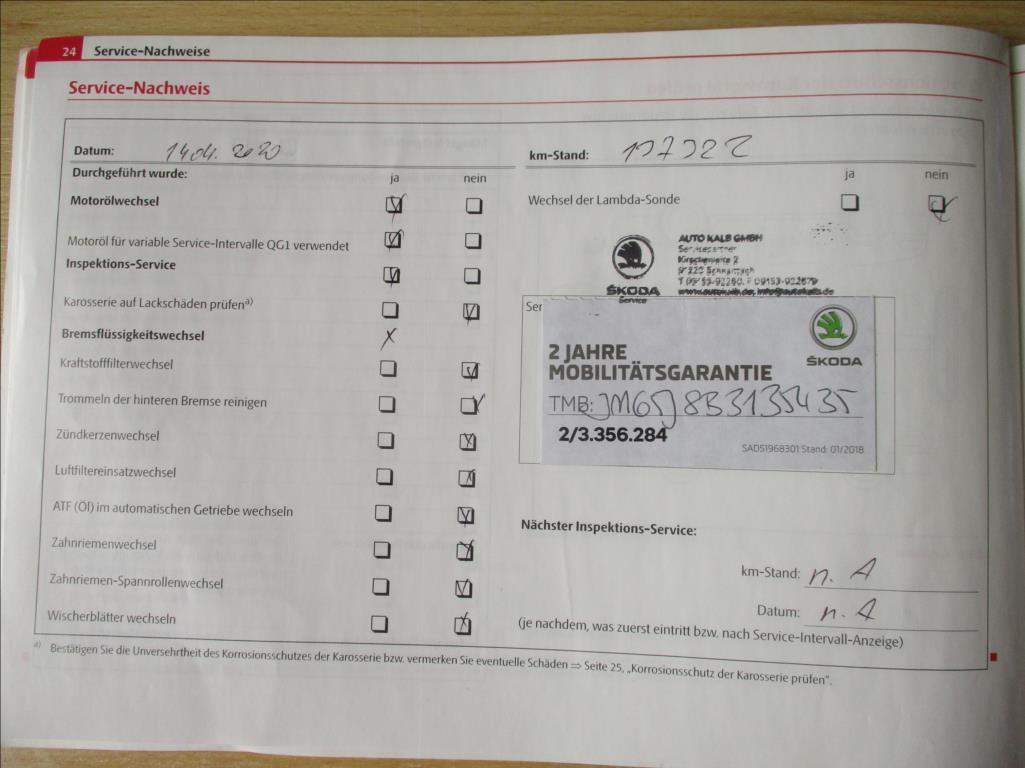 24 Service-Nachweise
Service-Nachweis
Datum: 14.04. 2020
km-Stand:
Durchgeführt wurde:
ja nein
ja nein
Motorölwechsel
Wechsel der Lambda-Sonde
Motoröl für variable Service-Intervalle QG1 verwendet
Inspektions-Service
Karosserie auf Lackschäden prüfen a)
Bremsflüssigkeitswechsel
Kraftstofffilterwechsel
Trommeln der hinteren Bremse reinigen
Zündkerzenwechsel
Luftfiltereinsatzwechsel
ATF (Öl) im automatischen Getriebe wechseln
Zahnriemenwechsel
Zahnriemen-Spannrollenwechsel
Wischerblätter wechseln
ŠKODA
Service
AUTO KALB GMBH
Servicepartner
Ser
ŠKODA
2 JAHRE
MOBILITÄTSGARANTIE
TMB: JM65J8B3135435
2/3.356.284
SAD51968301 Stand: 01/2018
Nächster Inspektions-Service:
km-Stand: n. A
Datum: n. A
(je nachdem, was zuerst eintritt bzw. nach Service-Intervall-Anzeige)
a) Bestätigen Sie die Unversehrtheit des Korrosionsschutzes der Karosserie bzw. vermerken Sie eventuelle Schäden ⇒ Seite 25, „Korrosionsschutz der Karosserie prüfen“.